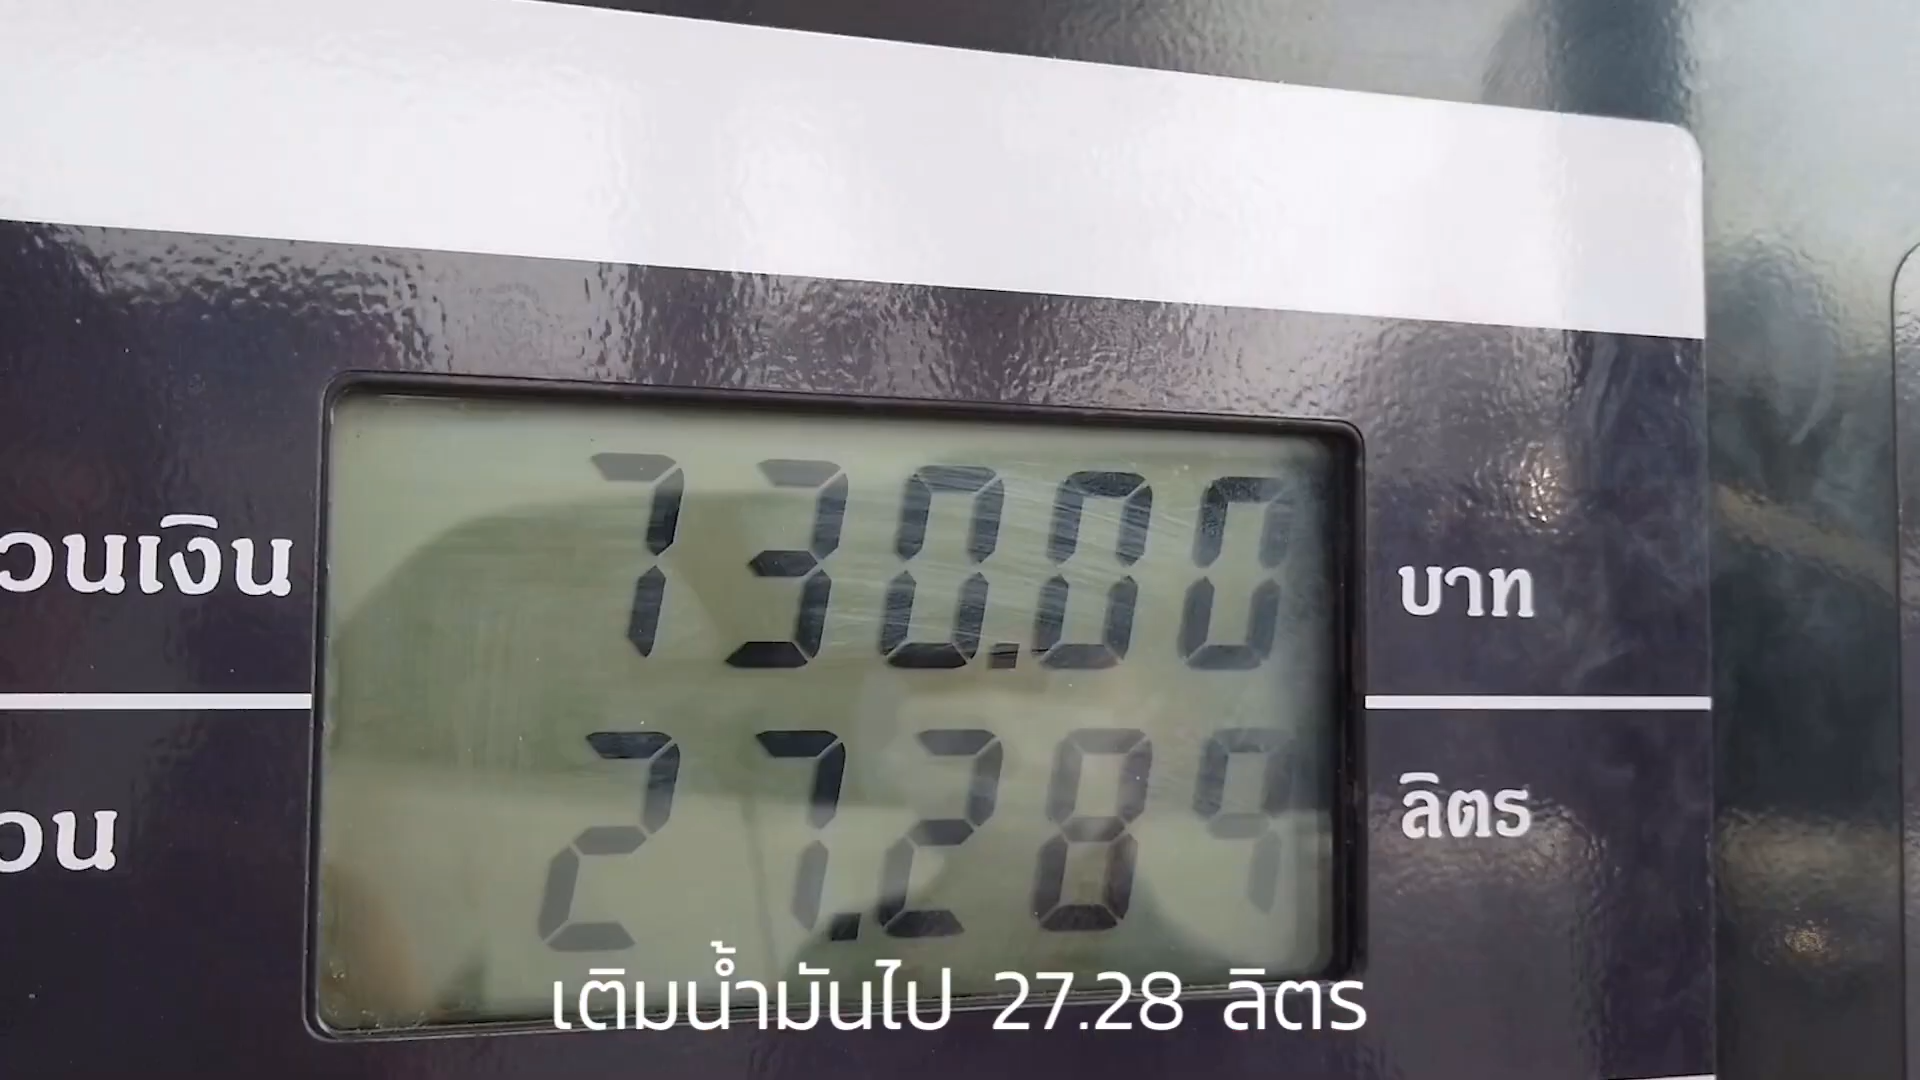 730.00
วนเงิน
บาท
27.289
วน
ลิตร
เติมน้ำมันไป 27.28 ลิตร